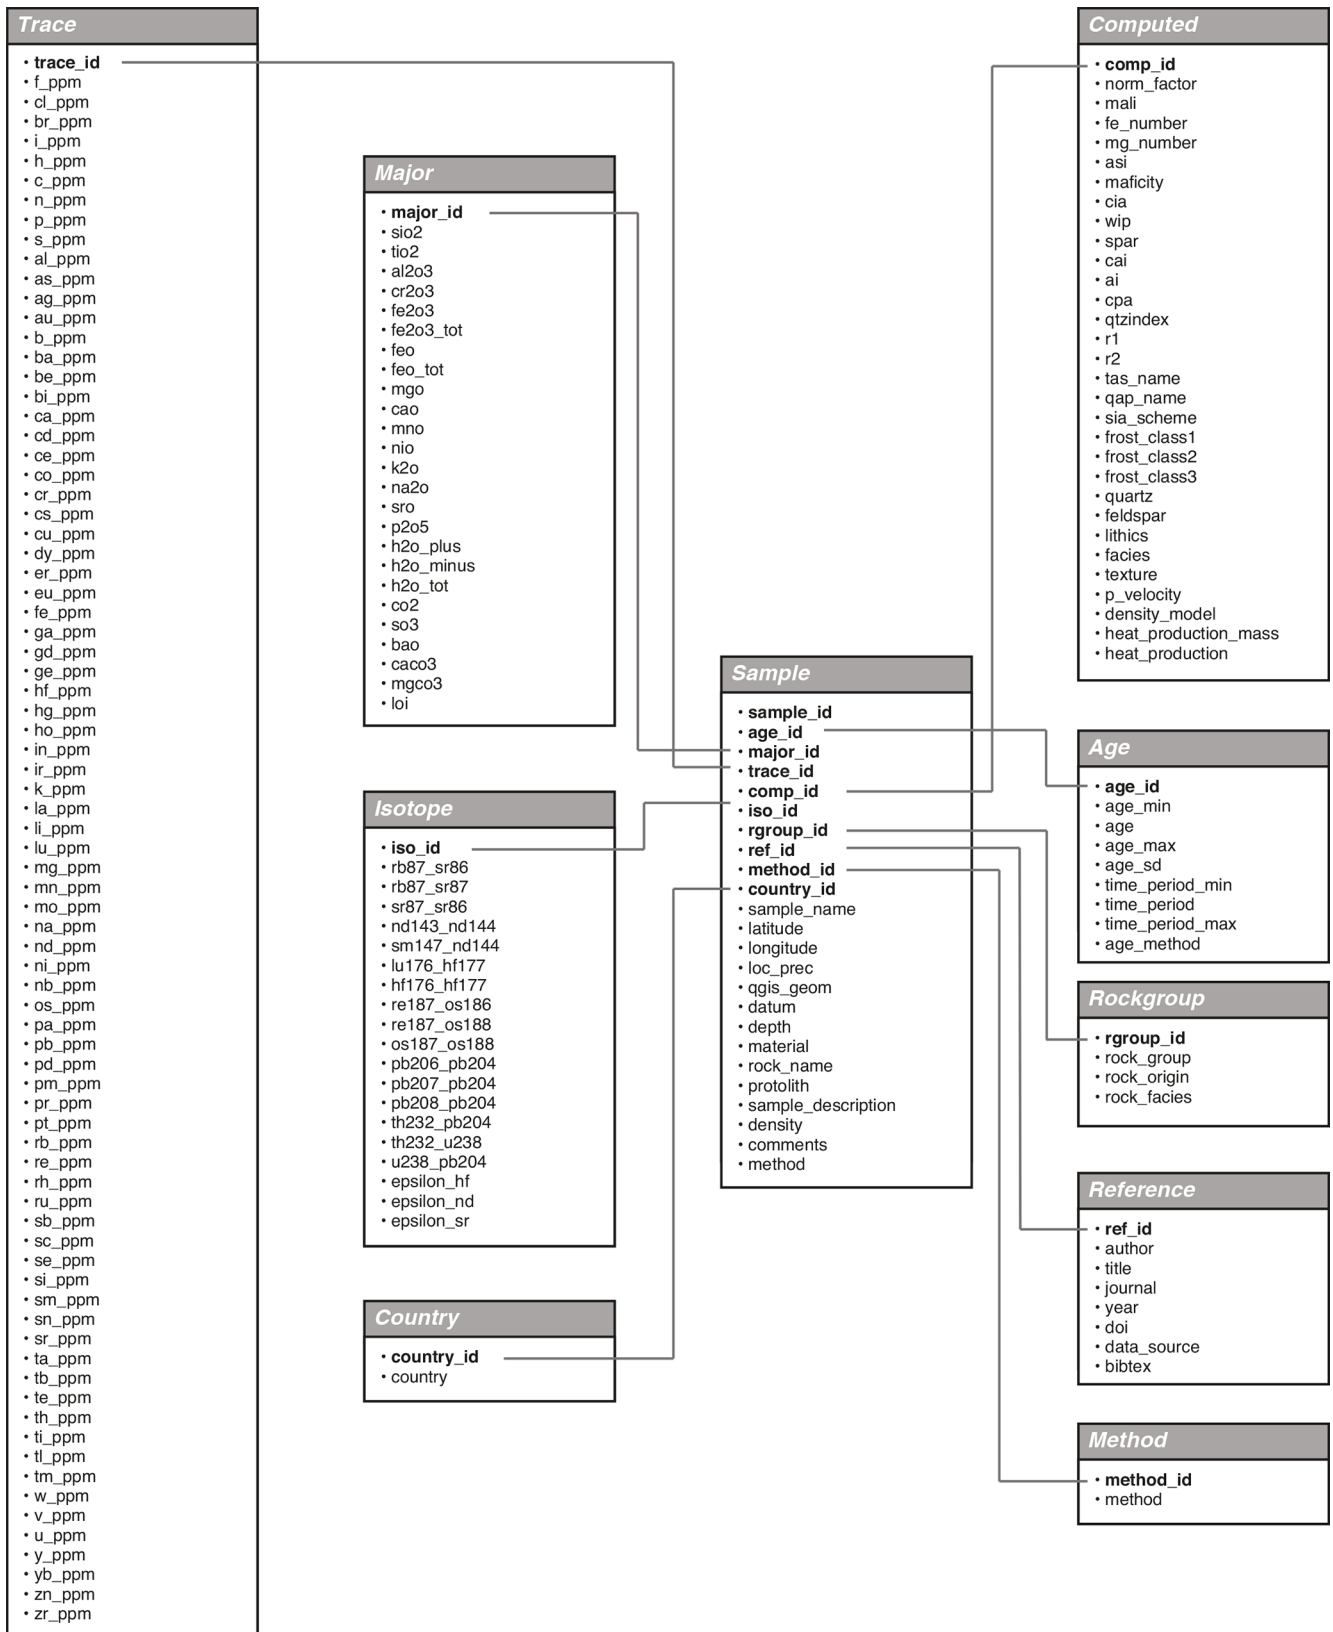 Trace
• trace_id
• f_ppm
• cl_ppm
• br_ppm
• i_ppm
• h_ppm
• c_ppm
• n_ppm
• p_ppm
• s_ppm
• al_ppm
• as_ppm
• ag_ppm
• au_ppm
• b_ppm
• ba_ppm
• be_ppm
• bi_ppm
• ca_ppm
• cd_ppm
• ce_ppm
• co_ppm
• cr_ppm
• cs_ppm
• cu_ppm
• dy_ppm
• er_ppm
• eu_ppm
• fe_ppm
• ga_ppm
• gd_ppm
• ge_ppm
• hf_ppm
• hg_ppm
• ho_ppm
• in_ppm
• ir_ppm
• k_ppm
• la_ppm
• li_ppm
• lu_ppm
• mg_ppm
• mn_ppm
• mo_ppm
• na_ppm
• nd_ppm
• ni_ppm
• nb_ppm
• os_ppm
• pa_ppm
• pb_ppm
• pd_ppm
• pm_ppm
• pr_ppm
• pt_ppm
• rb_ppm
• re_ppm
• rh_ppm
• ru_ppm
• sb_ppm
• sc_ppm
• se_ppm
• si_ppm
• sm_ppm
• sn_ppm
• sr_ppm
• ta_ppm
• tb_ppm
• te_ppm
• th_ppm
• ti_ppm
• tl_ppm
• tm_ppm
• w_ppm
• v_ppm
• u_ppm
• y_ppm
• yb_ppm
• zn_ppm
• zr_ppm
Major
• major_id
• sio2
• tio2
• al2o3
• cr2o3
• fe2o3
• fe2o3_tot
• feo
• feo_tot
• mgo
• cao
• mno
• nio
• k2o
• na2o
• sro
• p2o5
• h2o_plus
• h2o_minus
• h2o_tot
• co2
• so3
• bao
• caco3
• mgco3
• loi
Isotope
• iso_id
• rb87_sr86
• rb87_sr87
• sr87_sr86
• nd143_nd144
• sm147_nd144
• lu176_hf177
• hf176_hf177
• re187_os186
• re187_os188
• os187_os188
• pb206_pb204
• pb207_pb204
• pb208_pb204
• th232_pb204
• th232_u238
• u238_pb204
• epsilon_hf
• epsilon_nd
• epsilon_sr
Country
• country_id
• country
Sample
• sample_id
• age_id
• major_id
• trace_id
• comp_id
• iso_id
• rgroup_id
• ref_id
• method_id
• country_id
• sample_name
• latitude
• longitude
• loc_prec
• qgis_geom
• datum
• depth
• material
• rock_name
• protolith
• sample_description
• density
• comments
• method
Computed
• comp_id
• norm_factor
• mali
• fe_number
• mg_number
• asi
• maficity
• cia
• wip
• spar
• cai
• ai
• cpa
• qtzindex
• r1
• r2
• tas_name
• qap_name
• sia_scheme
• frost_class1
• frost_class2
• frost_class3
• quartz
• feldspar
• lithics
• facies
• texture
• p_velocity
• density_model
• heat_production_mass
• heat_production
Age
• age_id
• age_min
• age
• age_max
• age_sd
• time_period_min
• time_period
• time_period_max
• age_method
Rockgroup
• rgroup_id
• rock_group
• rock_origin
• rock_facies
Reference
• ref_id
• author
• title
• journal
• year
• doi
• data_source
• bibtex
Method
• method_id
• method